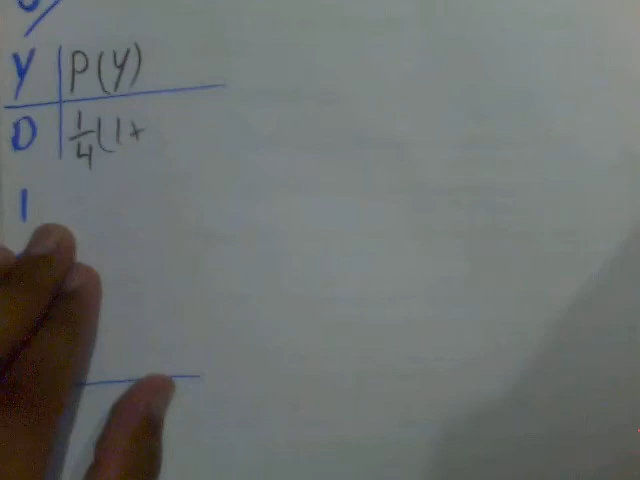 Y | P(Y)
0 | 1/4 (1+
1